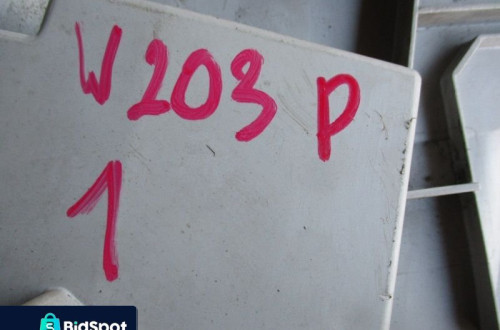 W203 P
1
BidSpot